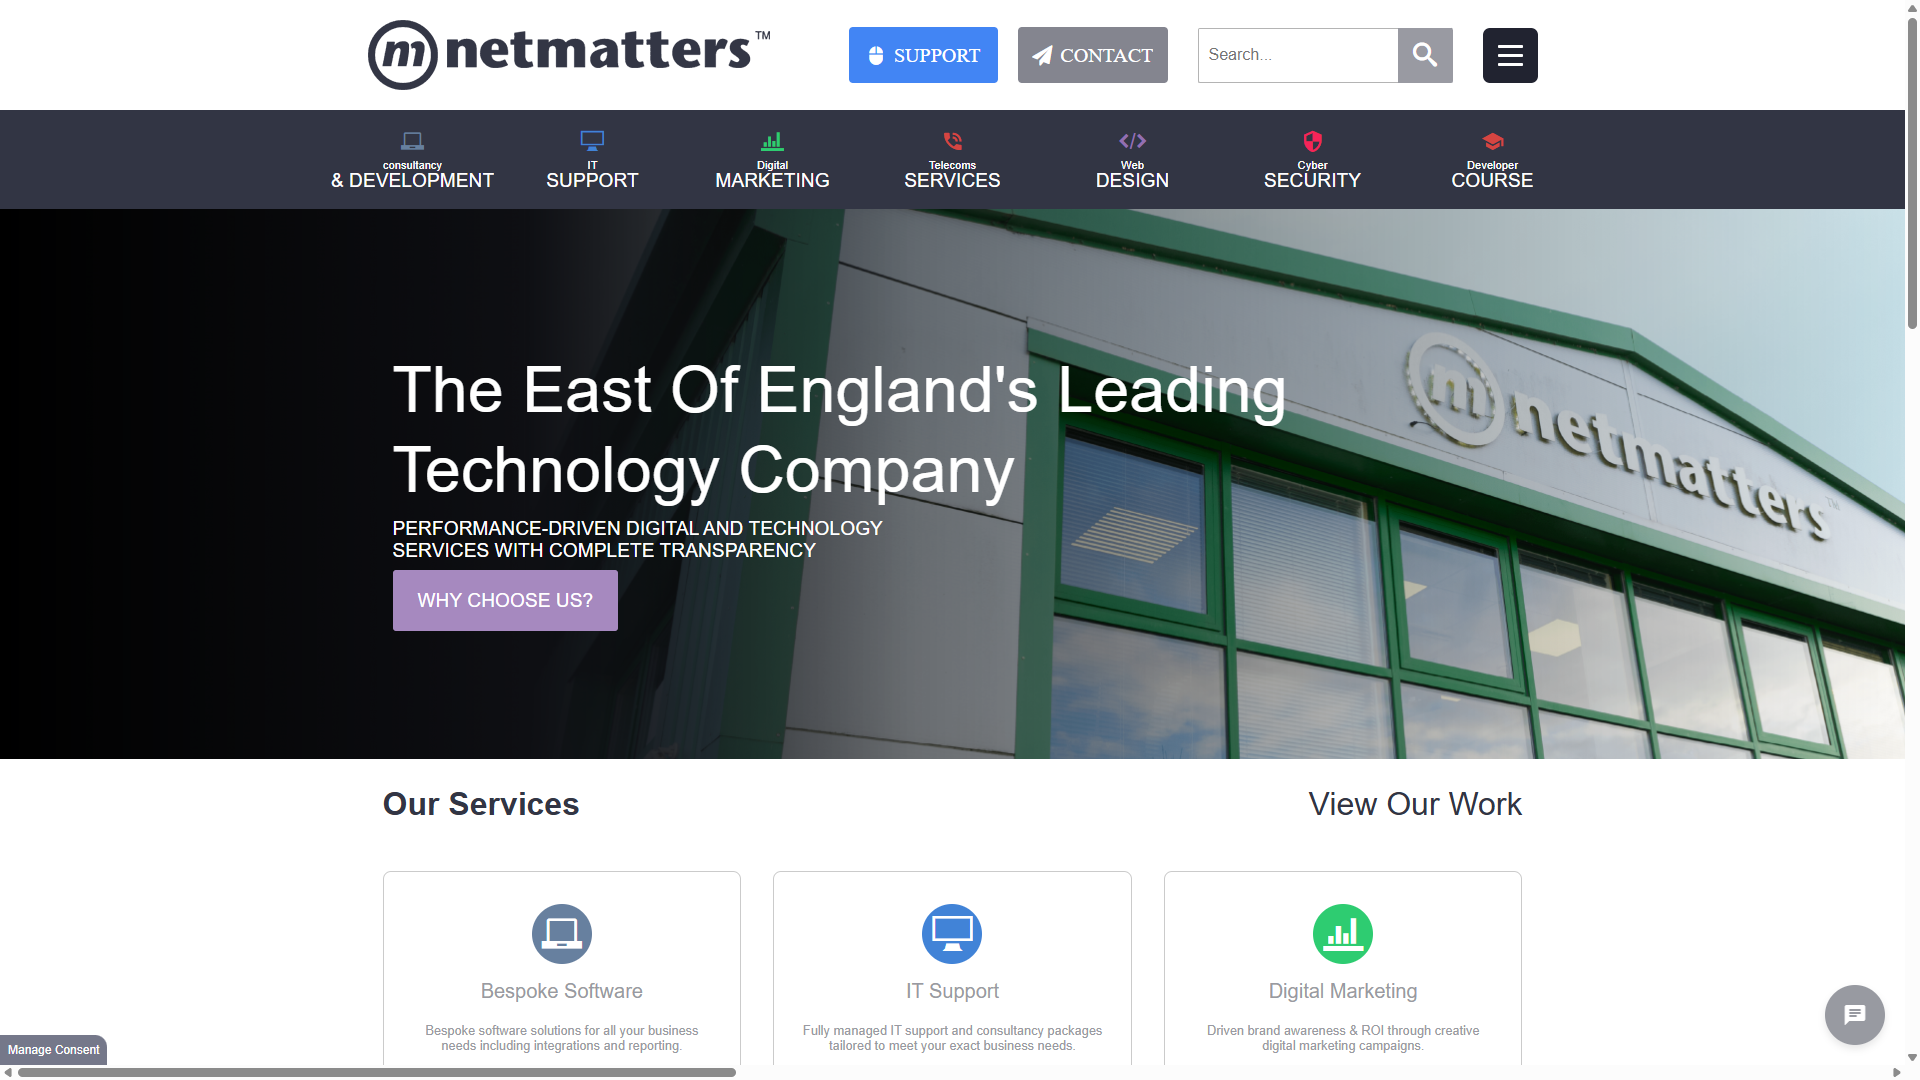 m netmatters™
SUPPORT
CONTACT
Search...
consultancy
& DEVELOPMENT
IT
SUPPORT
Digital
MARKETING
Telecoms
SERVICES
Web
DESIGN
Cyber
SECURITY
Developer
COURSE
m netmatters™
The East Of England's Leading
Technology Company
PERFORMANCE-DRIVEN DIGITAL AND TECHNOLOGY
SERVICES WITH COMPLETE TRANSPARENCY
WHY CHOOSE US?
Our Services
View Our Work
Bespoke Software
Bespoke software solutions for all your business
needs including integrations and reporting.
IT Support
Fully managed IT support and consultancy packages
tailored to meet your exact business needs.
Digital Marketing
Driven brand awareness & ROI through creative
digital marketing campaigns.
Manage Consent